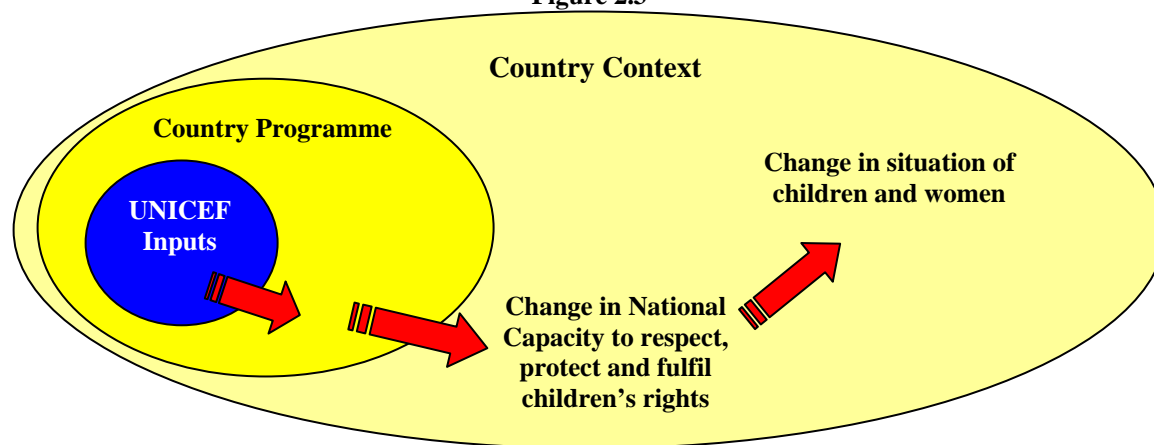 Country Context
Country Programme
UNICEF
Inputs
Change in situation of
children and women
Change in National
Capacity to respect,
protect and fulfil
children's rights